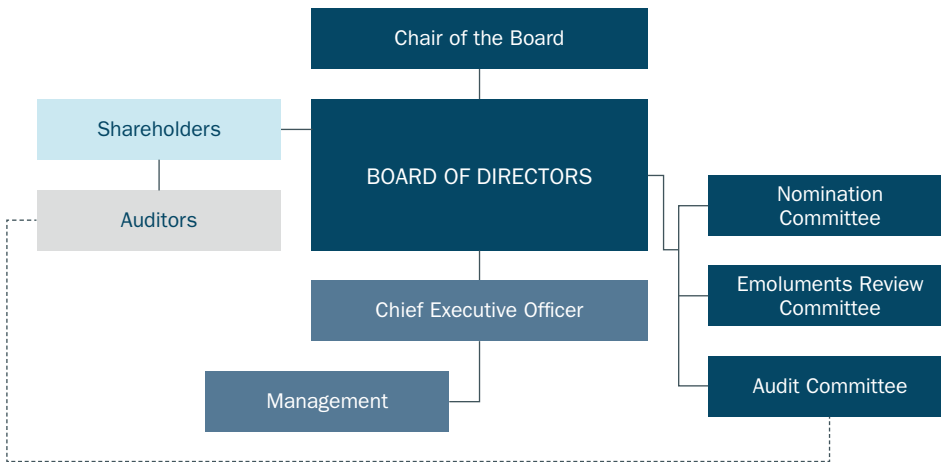 Chair of the Board
Shareholders
BOARD OF DIRECTORS
Auditors
Nomination
Committee
Emoluments Review
Committee
Chief Executive Officer
Audit Committee
Management